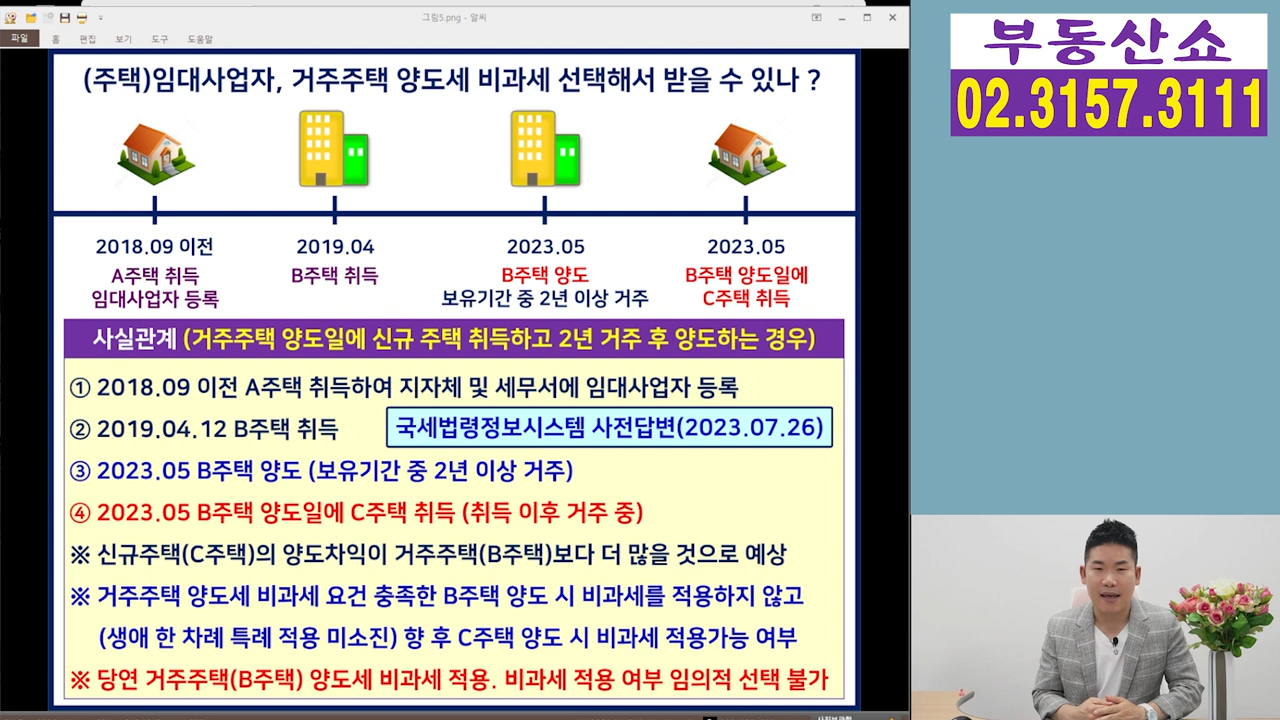 그림5.png - 알씨
파일 홈 편집 보기 도구 도움말
부동산쇼
02.3157.3111
(주택)임대사업자, 거주주택 양도세 비과세 선택해서 받을 수 있나 ?
2018.09 이전
A주택 취득
임대사업자 등록
2019.04
B주택 취득
2023.05
B주택 양도
보유기간 중 2년 이상 거주
2023.05
B주택 양도일에
C주택 취득
사실관계 (거주주택 양도일에 신규 주택 취득하고 2년 거주 후 양도하는 경우)
① 2018.09 이전 A주택 취득하여 지자체 및 세무서에 임대사업자 등록
② 2019.04.12 B주택 취득
국세법령정보시스템 사전답변(2023.07.26)
③ 2023.05 B주택 양도 (보유기간 중 2년 이상 거주)
④ 2023.05 B주택 양도일에 C주택 취득 (취득 이후 거주 중)
※ 신규주택(C주택)의 양도차익이 거주주택(B주택)보다 더 많을 것으로 예상
※ 거주주택 양도세 비과세 요건 충족한 B주택 양도 시 비과세를 적용하지 않고
(생애 한 차례 특례 적용 미소진) 향 후 C주택 양도 시 비과세 적용가능 여부
※ 당연 거주주택(B주택) 양도세 비과세 적용. 비과세 적용 여부 임의적 선택 불가